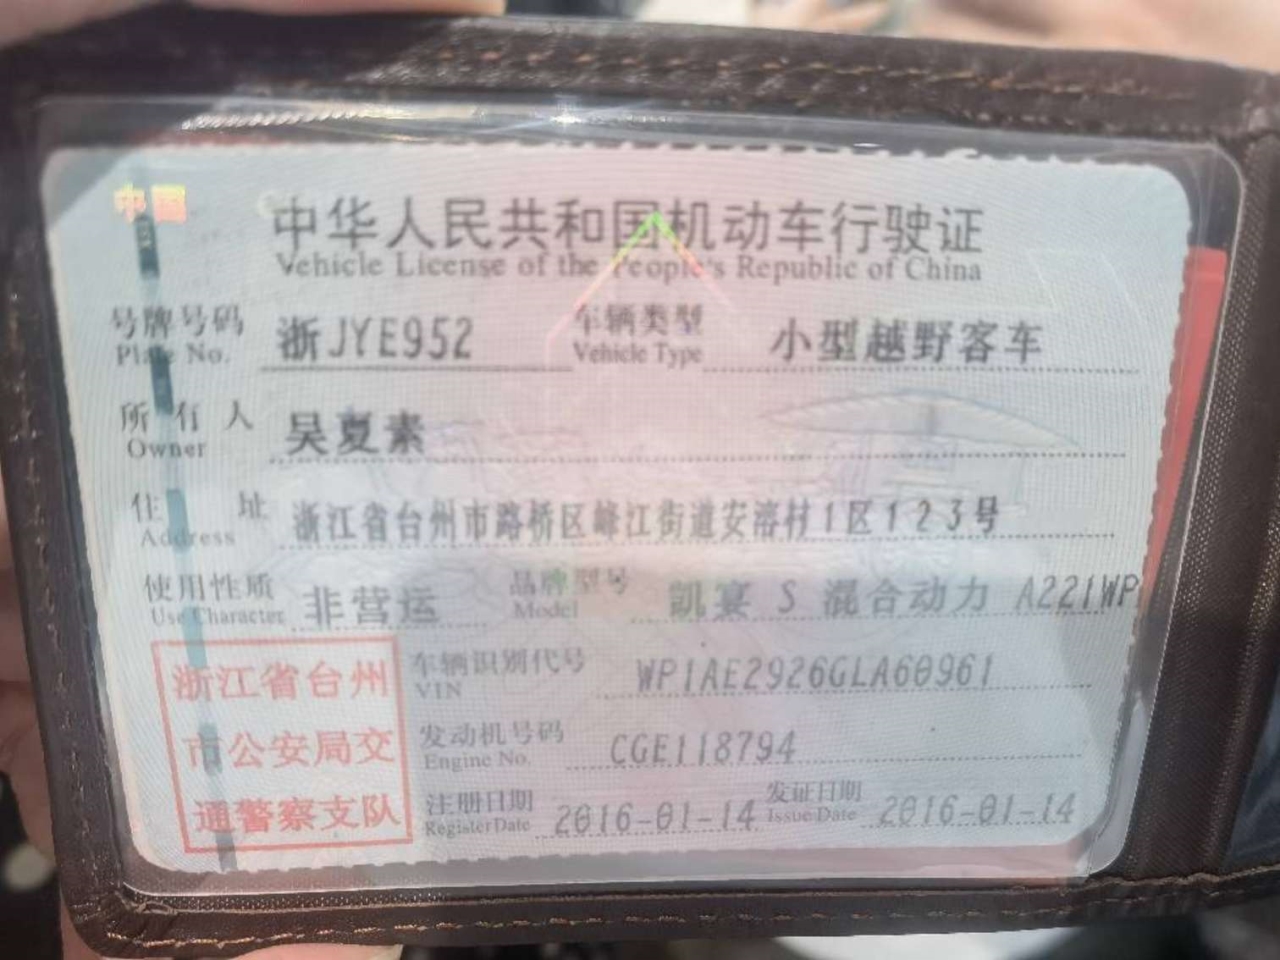 中国
中华人民共和国机动车行驶证
Vehicle License of the People's Republic of China
号牌号码 浙JYE952 车辆类型 小型越野客车
Plate No. Vehicle Type
所有人 吴夏素
Owner
住址 浙江省台州市路桥区峰江街道安溶村1区123号
Address
使用性质 非营运 品牌型号 凯宴 S 混合动力 A221WP
Use Character Model
车辆识别代号 WP1AE2926GLA60961
VIN
发动机号码 CGE118794
Engine No.
注册日期 2016-01-14 发证日期 2016-01-14
Register Date Issue Date
浙江省台州
市公安局交
通警察支队